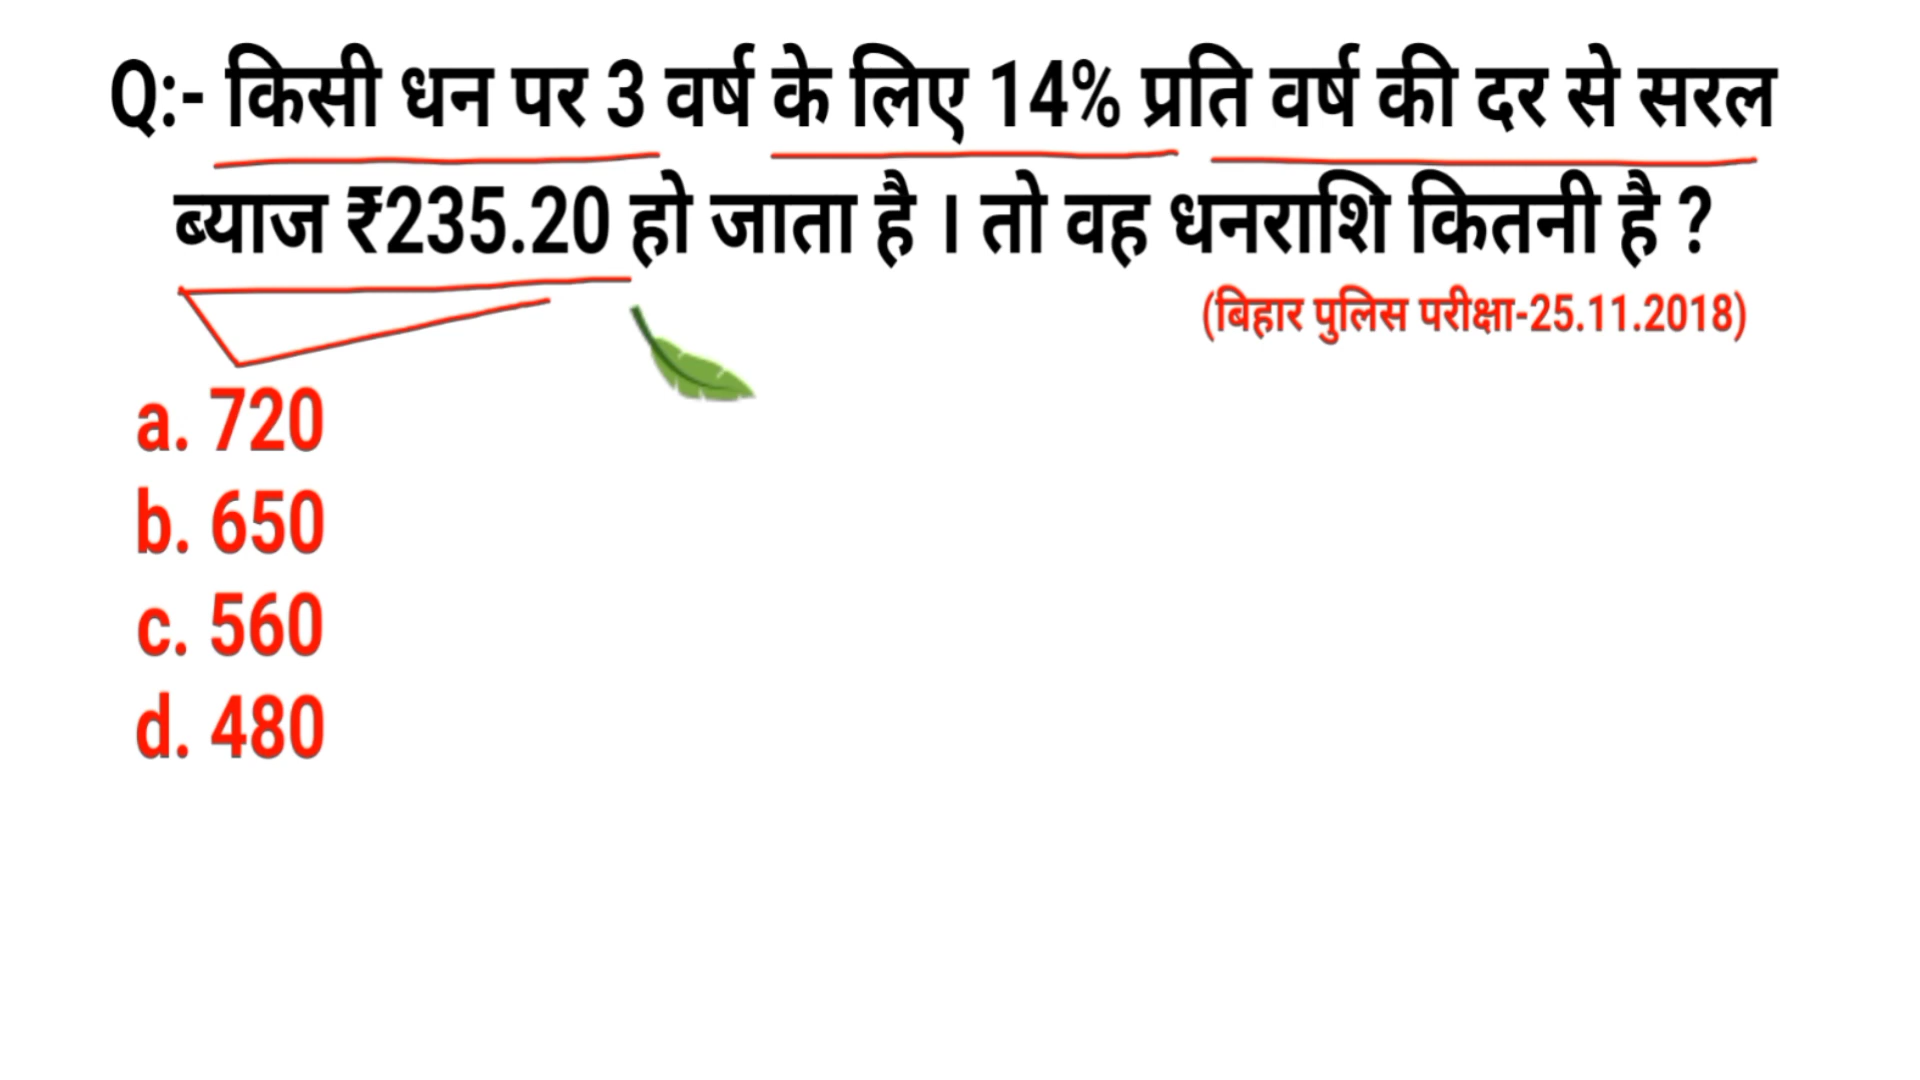 Q:- किसी धन पर 3 वर्ष के लिए 14% प्रति वर्ष की दर से सरल
ब्याज ₹235.20 हो जाता है । तो वह धनराशि कितनी है ?
(बिहार पुलिस परीक्षा-25.11.2018)
a. 720
b. 650
c. 560
d. 480